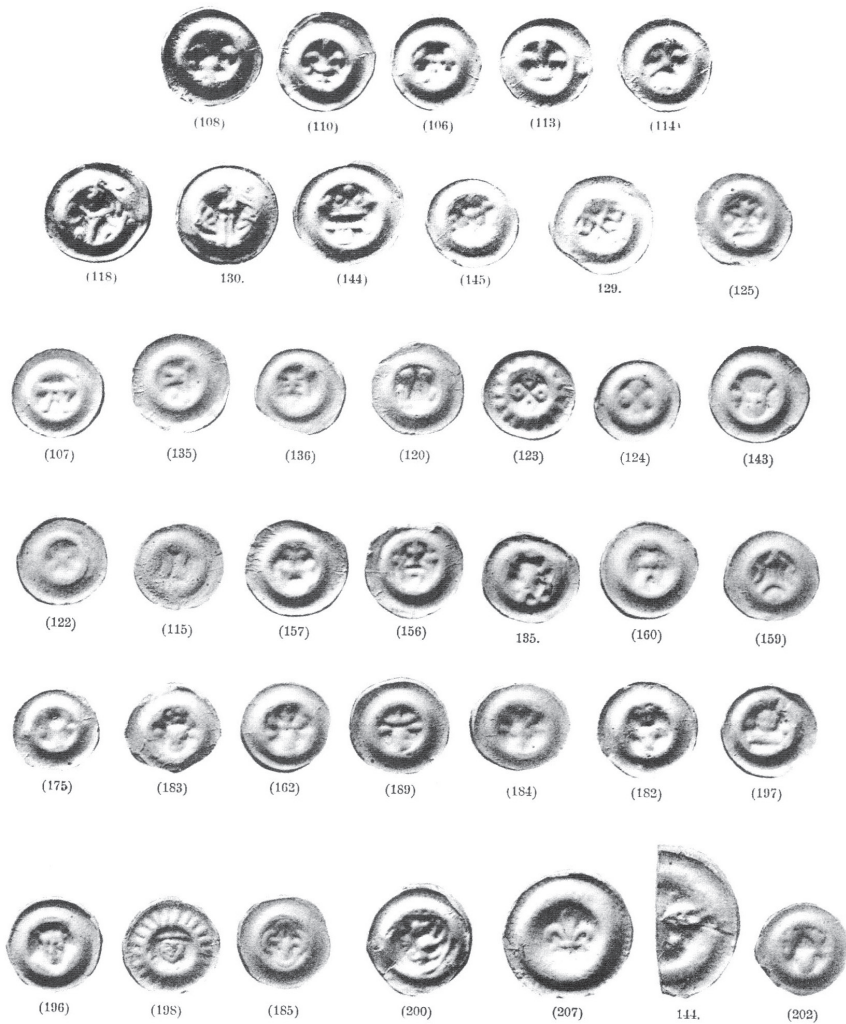 (108) (110) (106) (113) (114)
(118) 130. (144) (145) 129. (125)
(107) (135) (136) (120) (123) (124) (143)
(122) (115) (157) (156) 135. (160) (159)
(175) (183) (162) (189) (184) (182) (197)
(196) (198) (185) (200) (207) 144. (202)